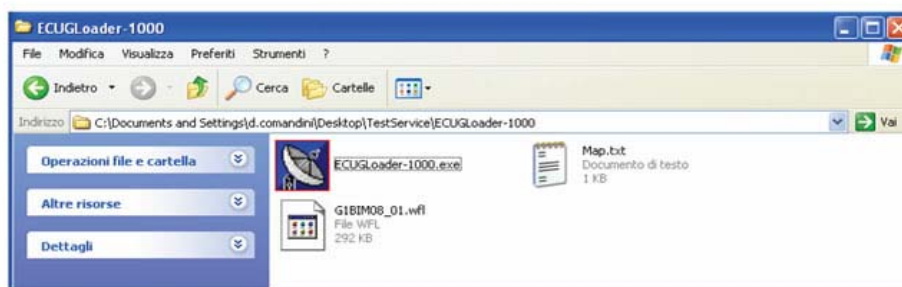 ECUGLoader-1000
File Modifica Visualizza Preferiti Strumenti ?
Indietro Cerca Cartelle
Indirizzo C:\Documents and Settings\d.comandini\Desktop\TestService\ECUGLoader-1000 Vai
Operazioni file e cartella
Altre risorse
Dettagli
ECUGLoader-1000.exe
Map.txt
Documento di testo
1 KB
G1BIM08_01.wfl
File WFL
292 KB